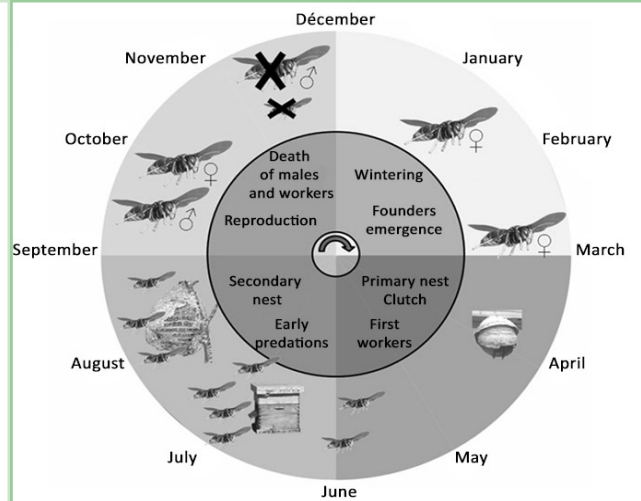 Décember
January
February
March
April
May
June
July
August
September
October
November
Wintering
Founders
emergence
Primary nest
Clutch
First
workers
Early
predations
Secondary
nest
Reproduction
Death
of males
and workers
♂
♀
♀
♀
♂